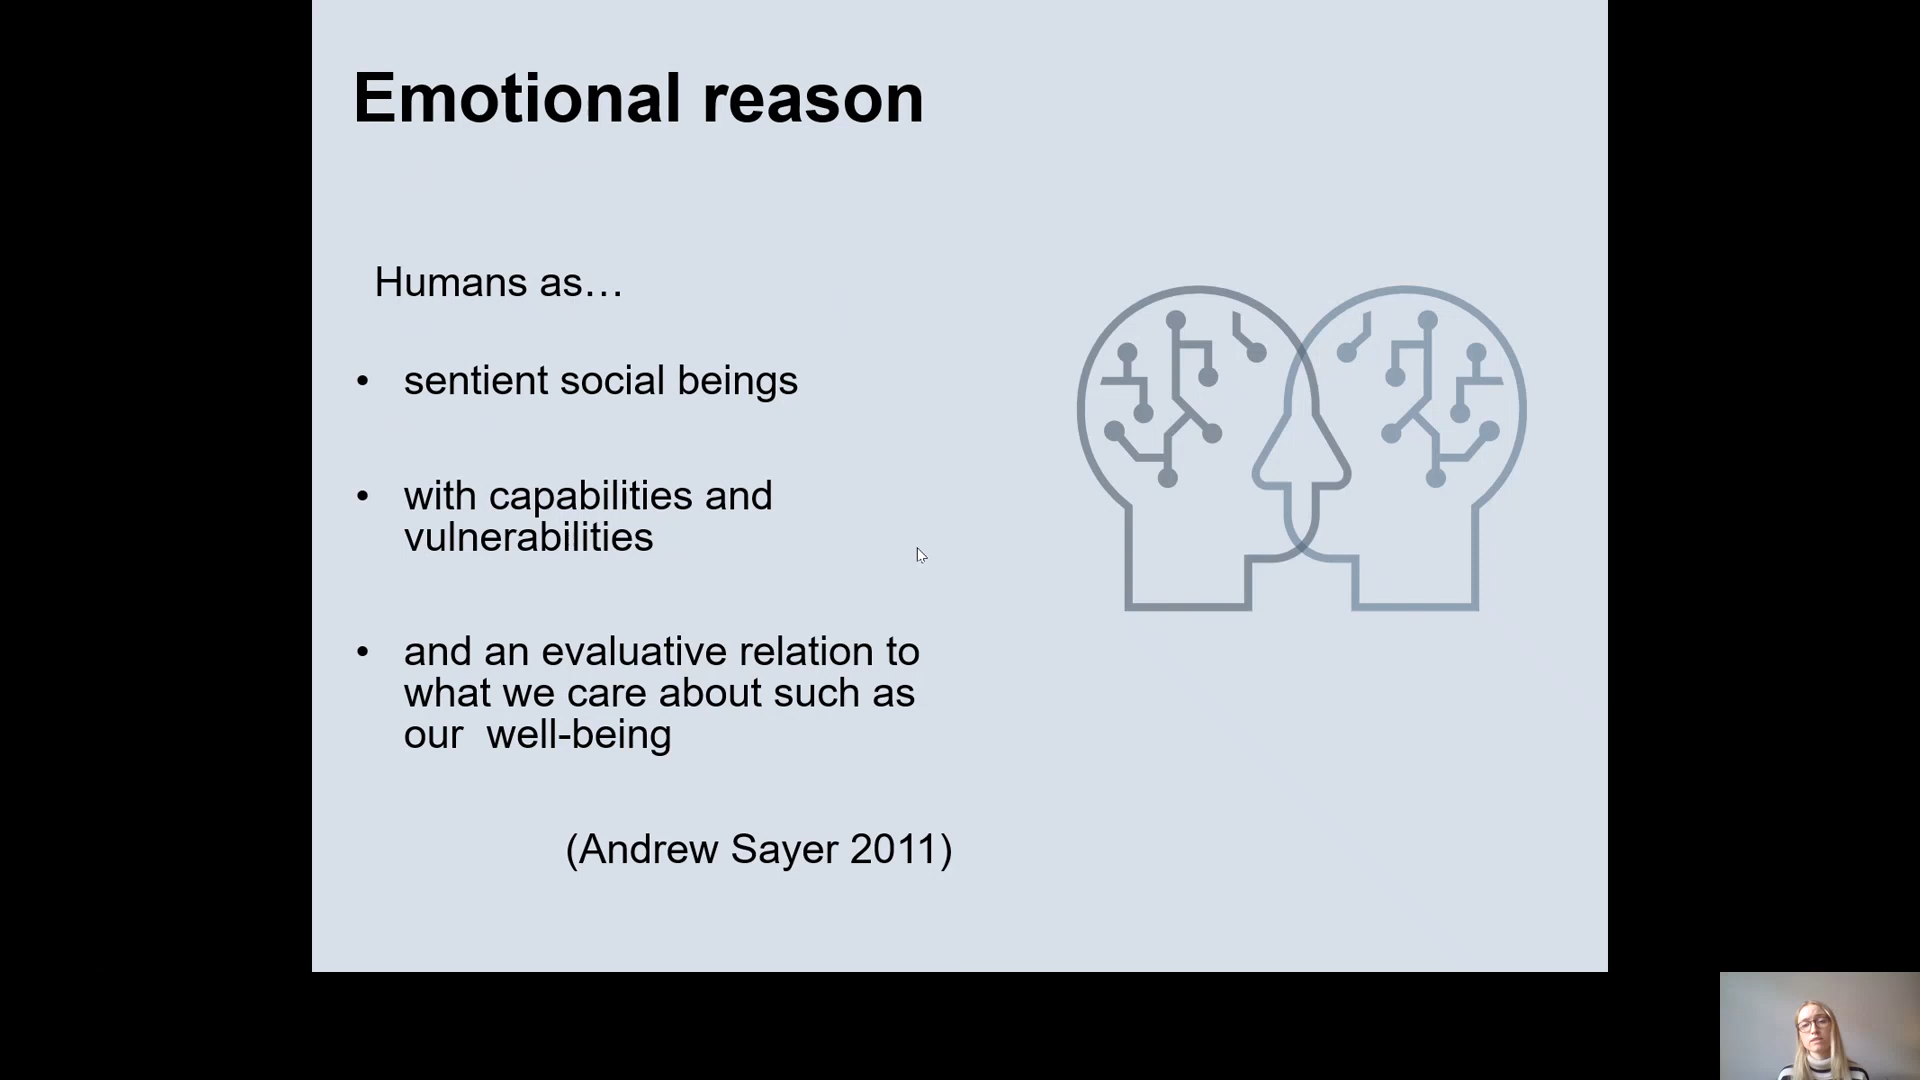 Emotional reason
Humans as…
• sentient social beings
• with capabilities and
vulnerabilities
• and an evaluative relation to
what we care about such as
our  well-being
(Andrew Sayer 2011)